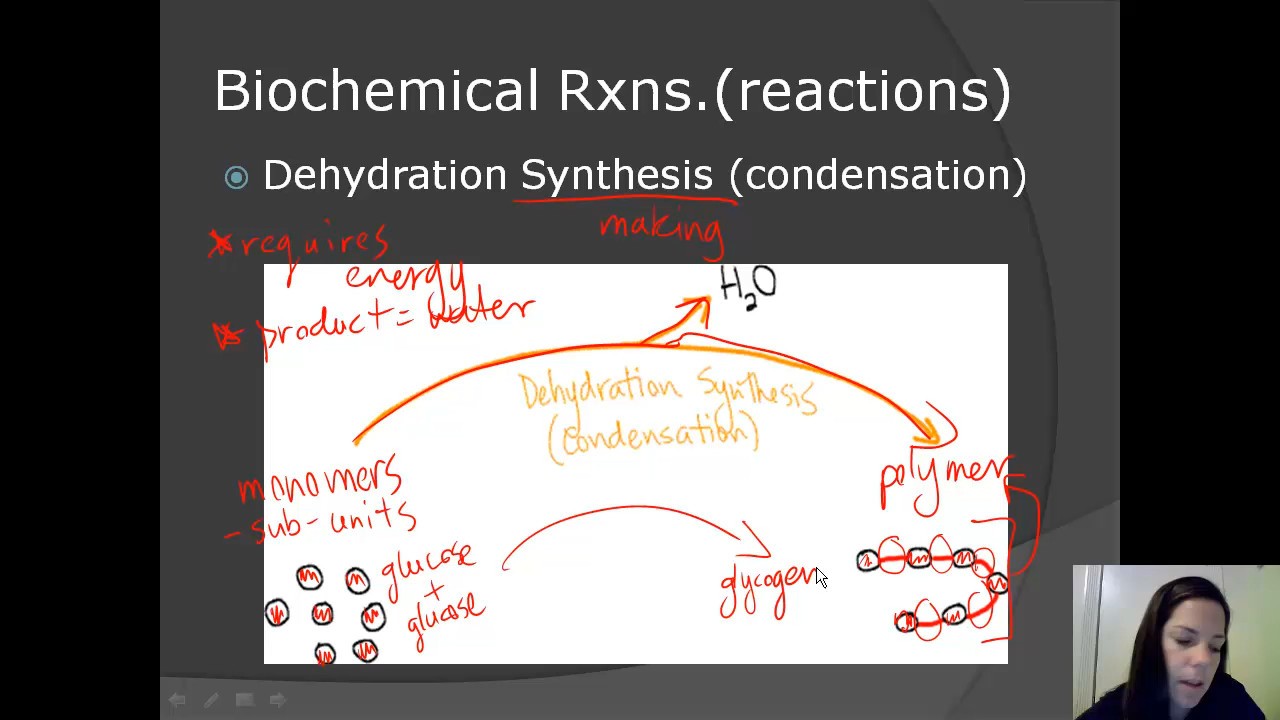 Biochemical Rxns.(reactions)
Dehydration Synthesis (condensation)
making
requires
energy
product = water
H2O
Dehydration Synthesis
(condensation)
monomers
- sub-units
polymer
glucose
+
glucose
glycogen
m m
m m m
m m
m m m
m
m m